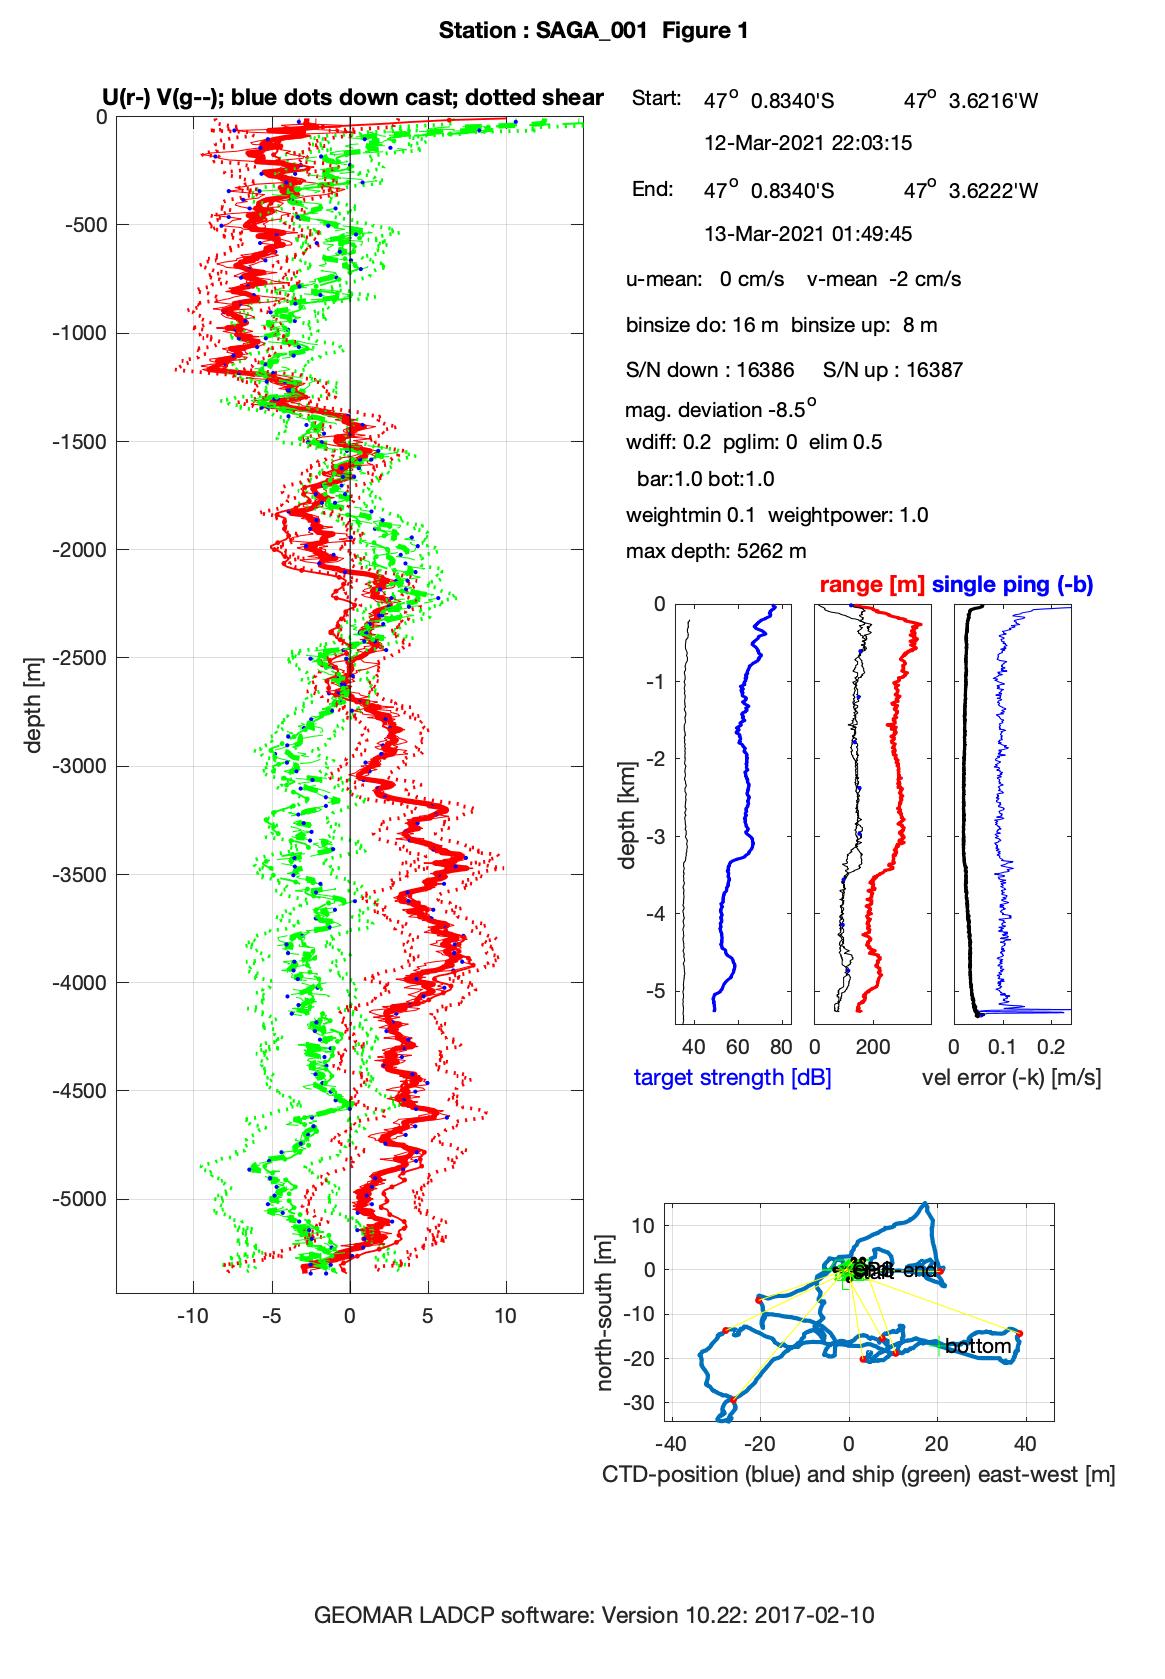 Station : SAGA_001  Figure 1
U(r-) V(g--); blue dots down cast; dotted shear
0
-500
-1000
-1500
-2000
-2500
-3000
-3500
-4000
-4500
-5000
depth [m]
-10 -5 0 5 10
Start: 47° 0.8340'S 47° 3.6216'W
12-Mar-2021 22:03:15
End: 47° 0.8340'S 47° 3.6222'W
13-Mar-2021 01:49:45
u-mean: 0 cm/s v-mean -2 cm/s
binsize do: 16 m binsize up: 8 m
S/N down : 16386 S/N up : 16387
mag. deviation -8.5°
wdiff: 0.2 pglim: 0 elim 0.5
bar:1.0 bot:1.0
weightmin 0.1 weightpower: 1.0
max depth: 5262 m
range [m] single ping (-b)
0
-1
-2
-3
-4
-5
depth [km]
40 60 80 0 200 0 0.1 0.2
target strength [dB] vel error (-k) [m/s]
10
0
-10
-20
-30
north-south [m]
start
-end
bottom
-40 -20 0 20 40
CTD-position (blue) and ship (green) east-west [m]
GEOMAR LADCP software: Version 10.22: 2017-02-10